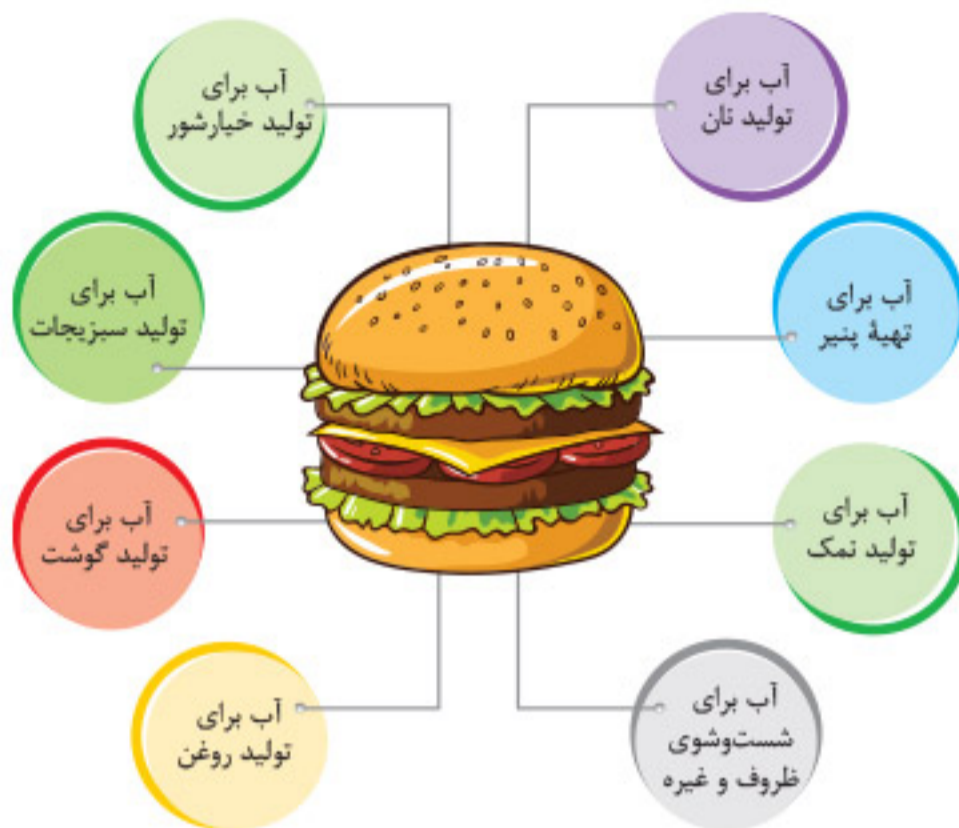 آب برای
تولید نان
آب برای
تولید خیارشور
آب برای
تهیهٔ پنیر
آب برای
تولید سبزیجات
آب برای
تولید نمک
آب برای
تولید گوشت
آب برای
شست‌وشوی
ظروف و غیره
آب برای
تولید روغن